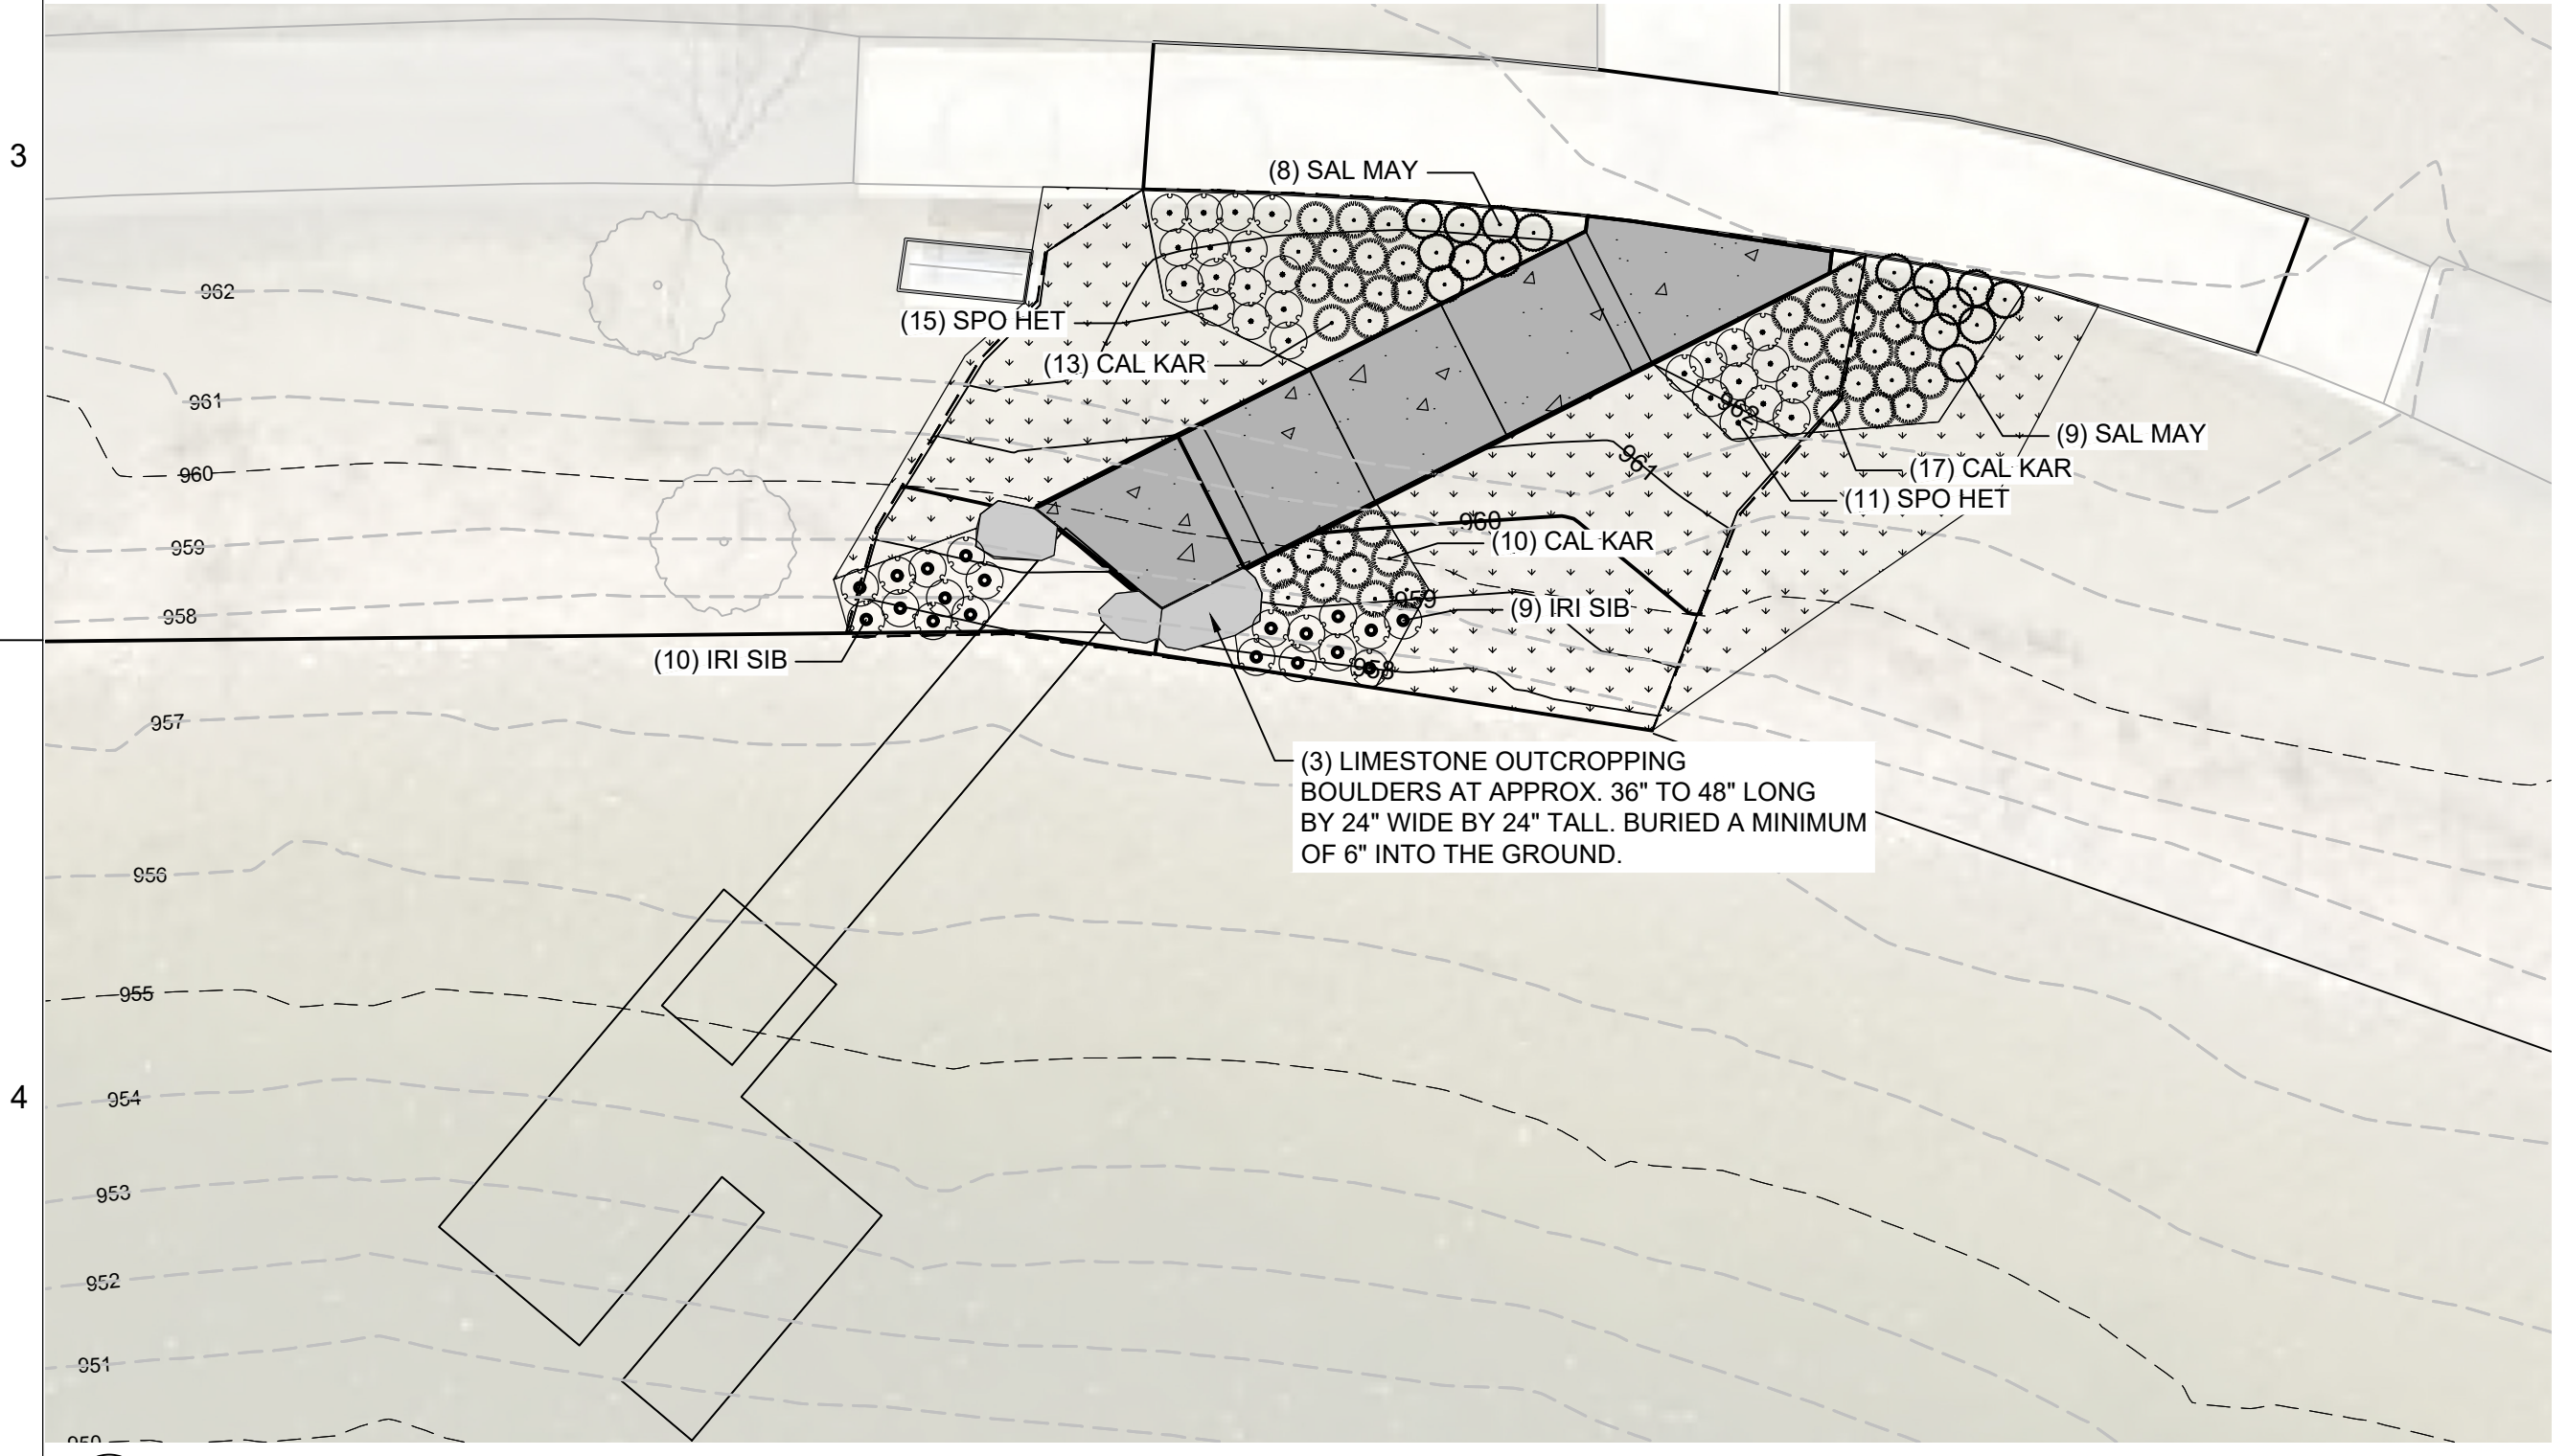 3
(8) SAL MAY
962
(15) SPO HET
(13) CAL KAR
961
962
(9) SAL MAY
960
961
(17) CAL KAR
(11) SPO HET
959
960
(10) CAL KAR
958
959
(9) IRI SIB
(10) IRI SIB
958
957
(3) LIMESTONE OUTCROPPING
BOULDERS AT APPROX. 36" TO 48" LONG
BY 24" WIDE BY 24" TALL. BURIED A MINIMUM
OF 6" INTO THE GROUND.
956
955
4
954
953
952
951
950